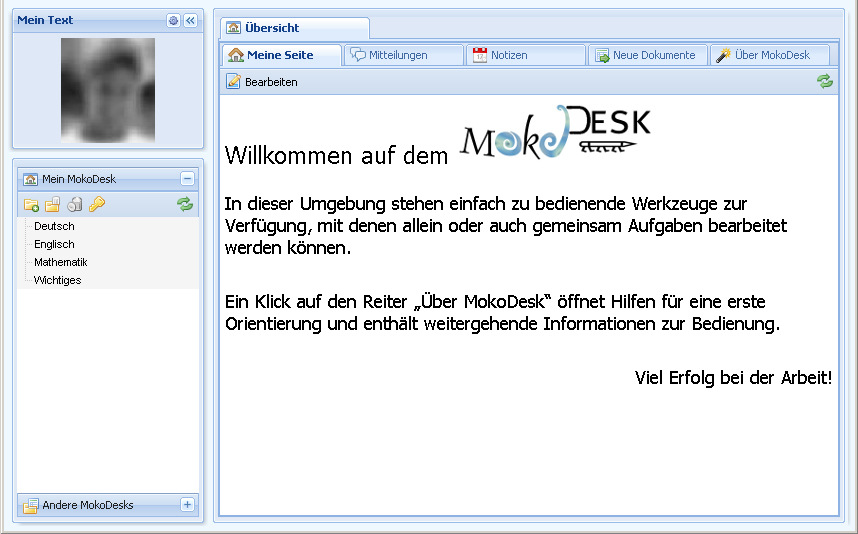 Mein Text
Mein MokoDesk
Deutsch
Englisch
Mathematik
Wichtiges
Andere MokoDesks
Übersicht
Meine Seite
Mitteilungen
Notizen
Neue Dokumente
Über MokoDesk
Bearbeiten
Willkommen auf dem MokoDESK
In dieser Umgebung stehen einfach zu bedienende Werkzeuge zur
Verfügung, mit denen allein oder auch gemeinsam Aufgaben bearbeitet
werden können.
Ein Klick auf den Reiter „Über MokoDesk“ öffnet Hilfen für eine erste
Orientierung und enthält weitergehende Informationen zur Bedienung.
Viel Erfolg bei der Arbeit!